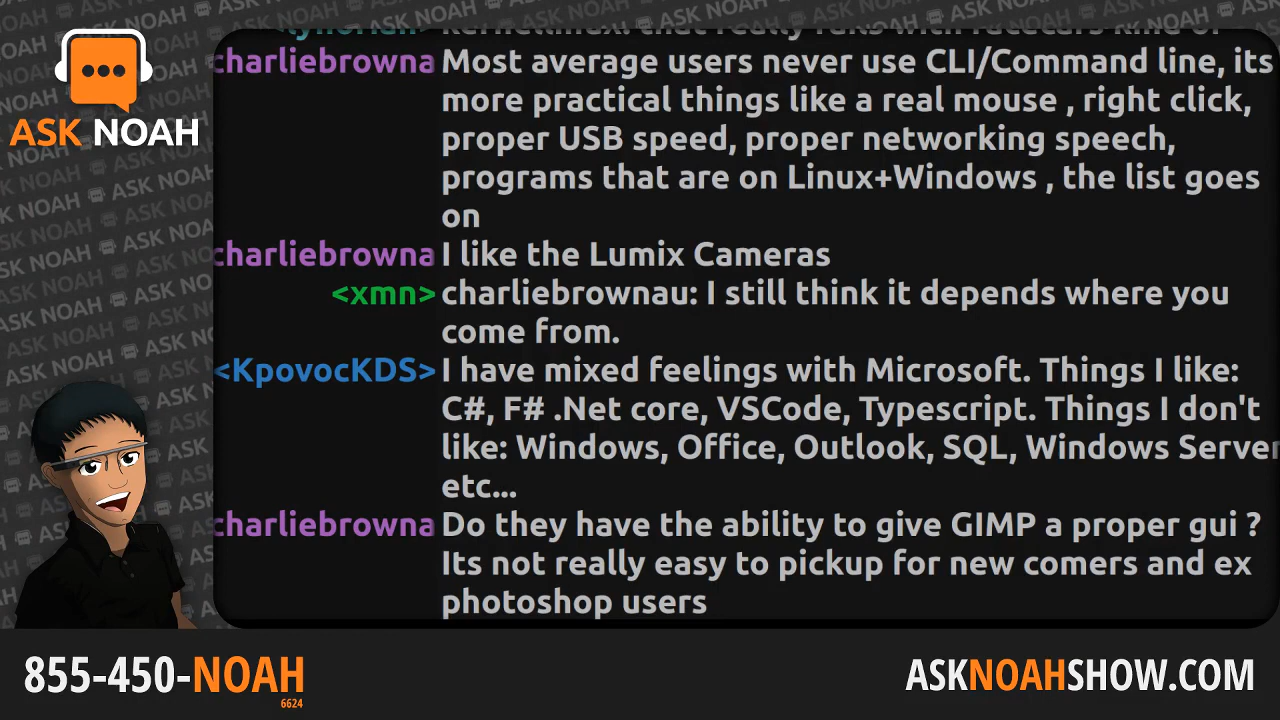 ASK NOAH
charliebrowna Most average users never use CLI/Command line, its
more practical things like a real mouse , right click,
proper USB speed, proper networking speech,
programs that are on Linux+Windows , the list goes
on
charliebrowna I like the Lumix Cameras
<xmn> charliebrownau: I still think it depends where you
come from.
<KpovocKDS> I have mixed feelings with Microsoft. Things I like:
C#, F# .Net core, VSCode, Typescript. Things I don't
like: Windows, Office, Outlook, SQL, Windows Server
etc...
charliebrowna Do they have the ability to give GIMP a proper gui ?
Its not really easy to pickup for new comers and ex
photoshop users
855-450-NOAH
6624
ASKNOAHSHOW.COM